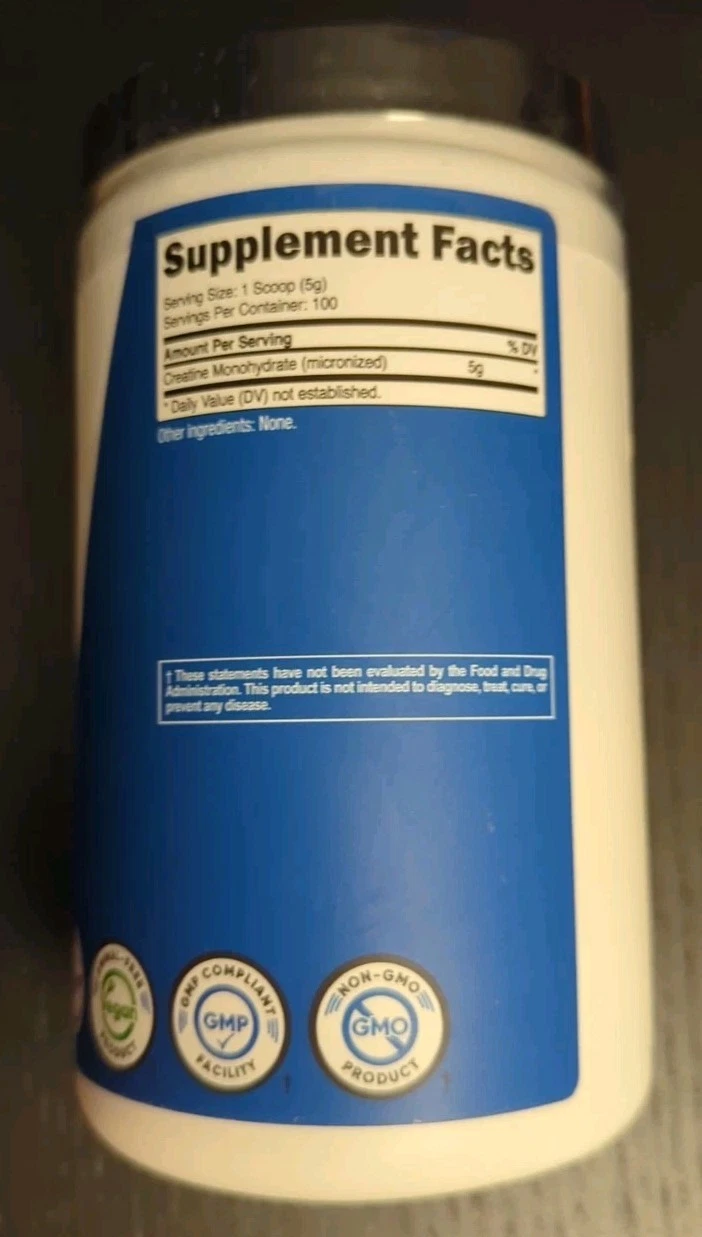 Supplement Facts
Serving Size: 1 Scoop (5g)
Servings Per Container: 100
Amount Per Serving % DV
Creatine Monohydrate (micronized) 5g *
* Daily Value (DV) not established.
Other ingredients: None.
† These statements have not been evaluated by the Food and Drug
Administration. This product is not intended to diagnose, treat, cure, or
prevent any disease.
vegan
PRODUCT
GMP COMPLIANT
GMP
FACILITY
†
NON-GMO
GMO
PRODUCT
†